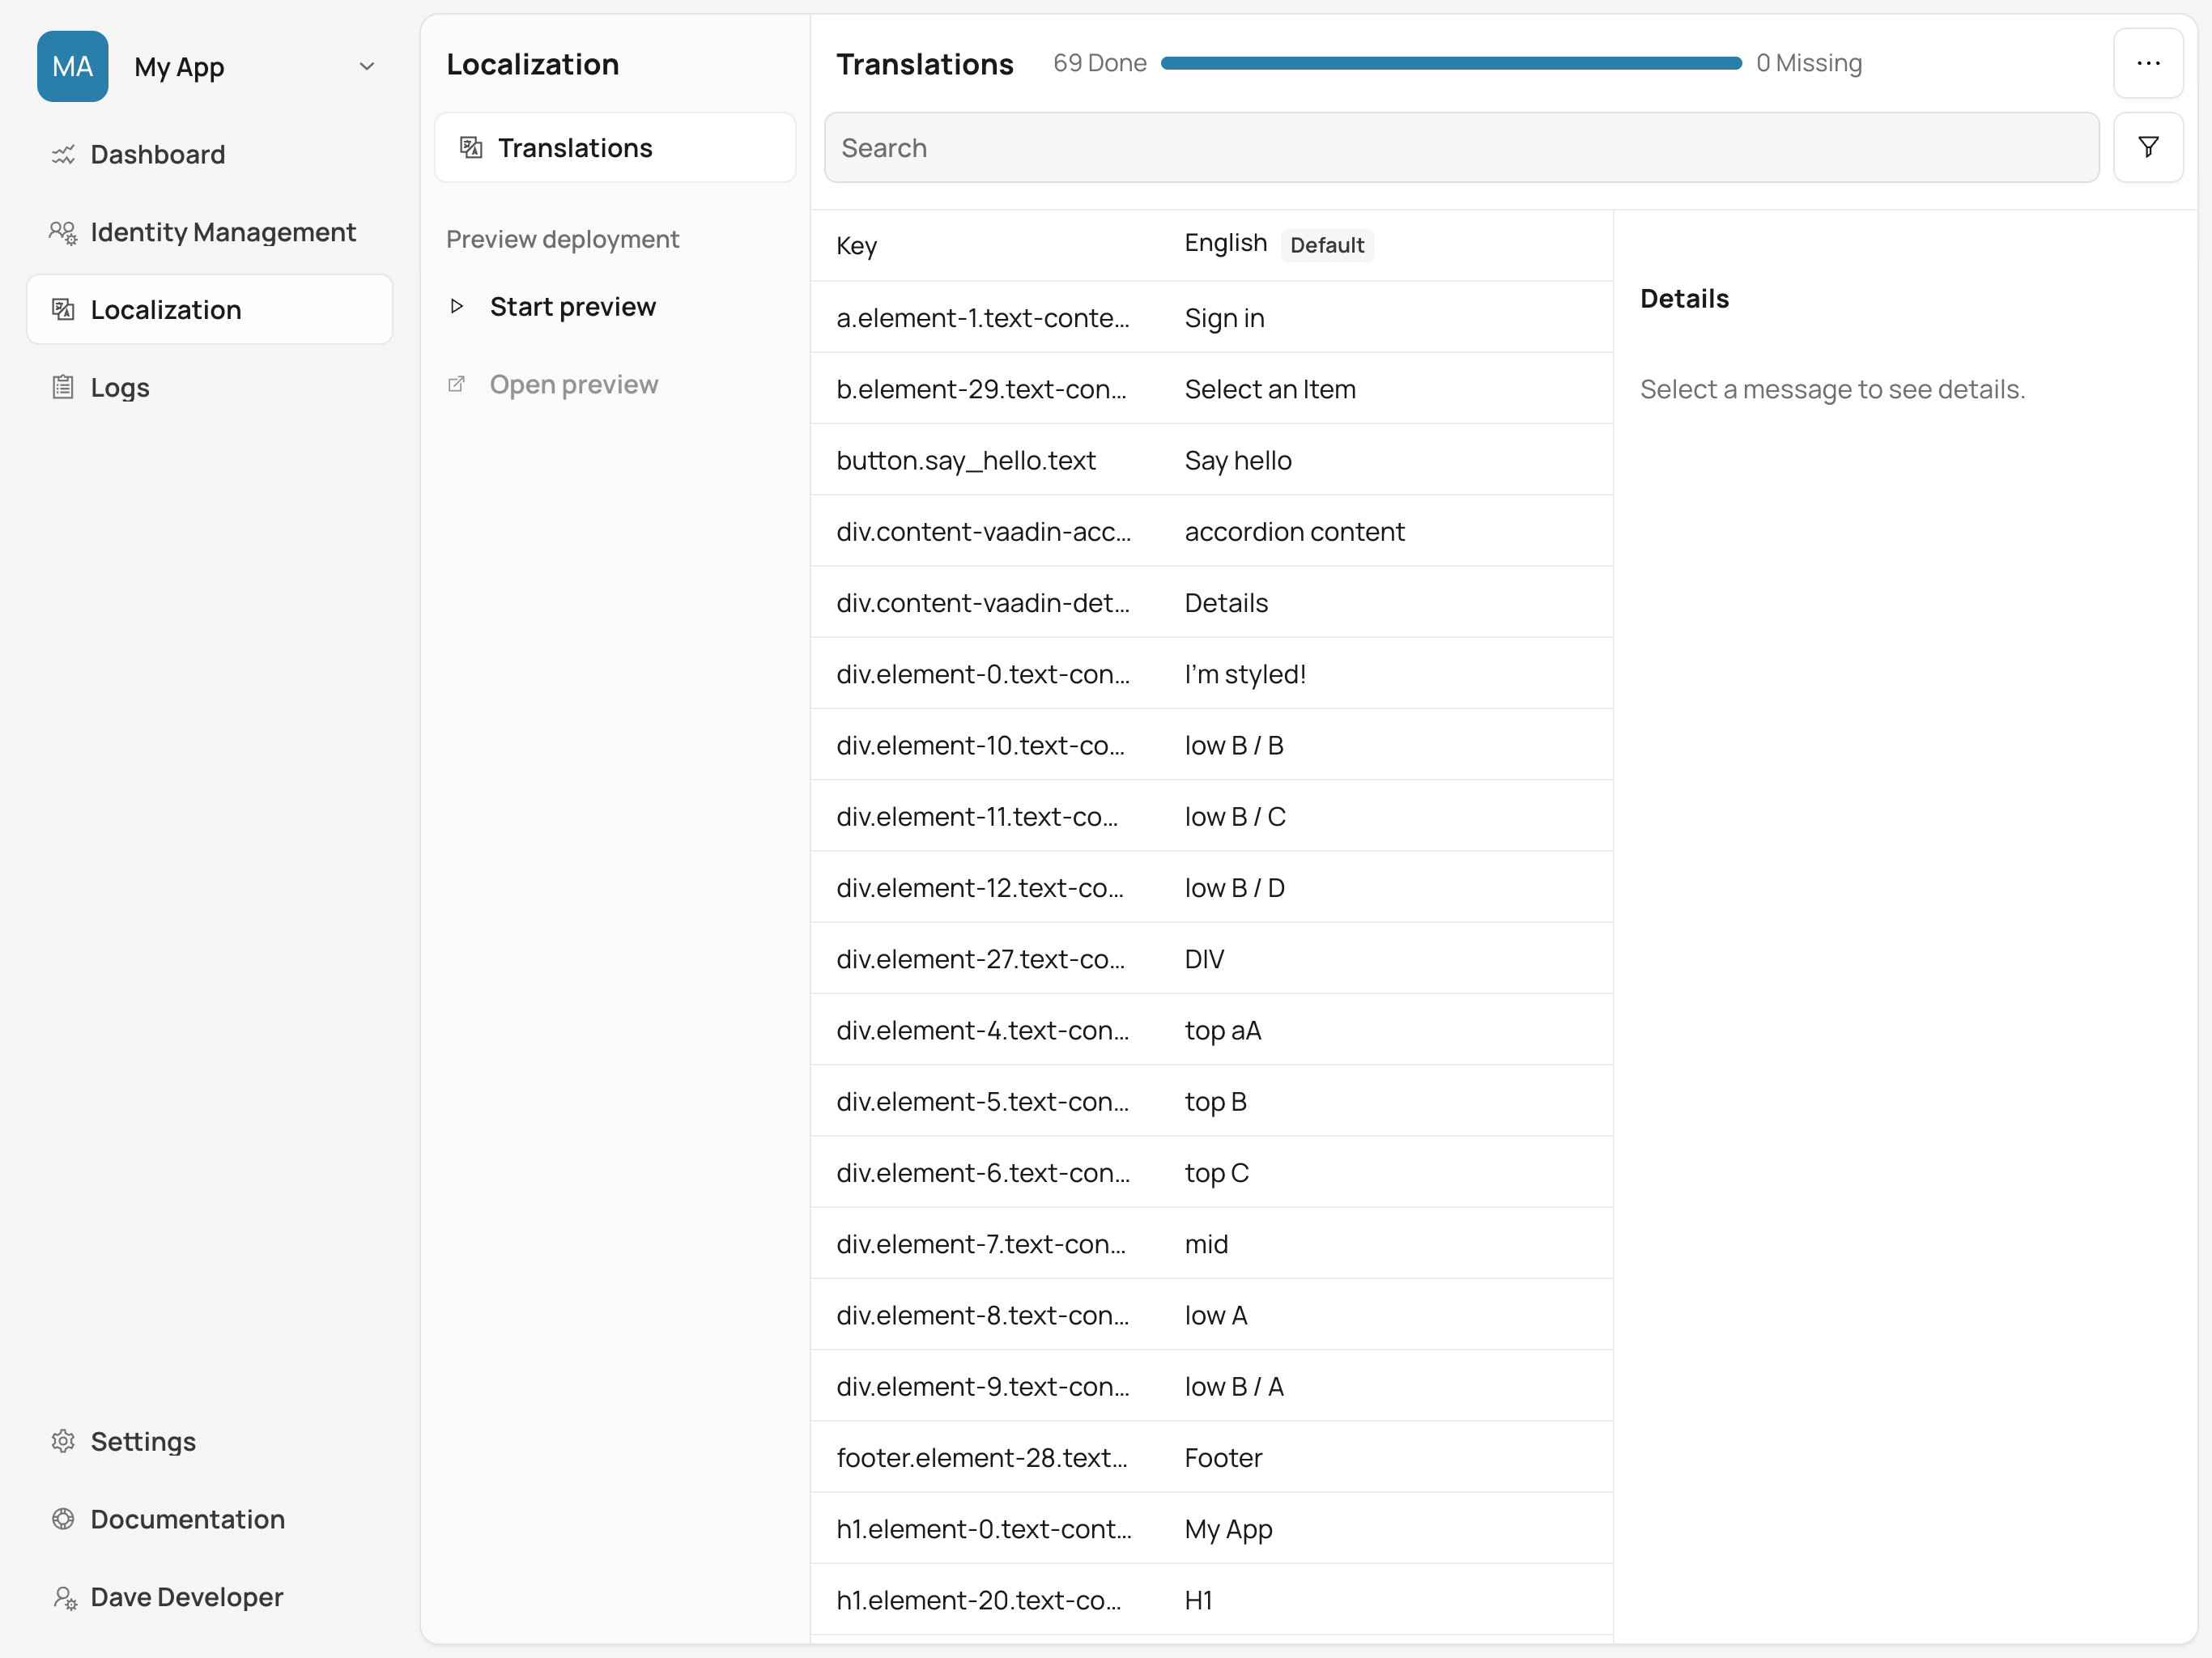 MA My App
Dashboard
Identity Management
Localization
Logs
Settings
Documentation
Dave Developer
Localization
Translations
Preview deployment
Start preview
Open preview
Translations 69 Done 0 Missing
Search
Key English Default
a.element-1.text-conte... Sign in
b.element-29.text-con... Select an Item
button.say_hello.text Say hello
div.content-vaadin-acc... accordion content
div.content-vaadin-det... Details
div.element-0.text-con... I'm styled!
div.element-10.text-co... low B / B
div.element-11.text-co... low B / C
div.element-12.text-co... low B / D
div.element-27.text-co... DIV
div.element-4.text-con... top aA
div.element-5.text-con... top B
div.element-6.text-con... top C
div.element-7.text-con... mid
div.element-8.text-con... low A
div.element-9.text-con... low B / A
footer.element-28.text... Footer
h1.element-0.text-cont... My App
h1.element-20.text-co... H1
Details
Select a message to see details.